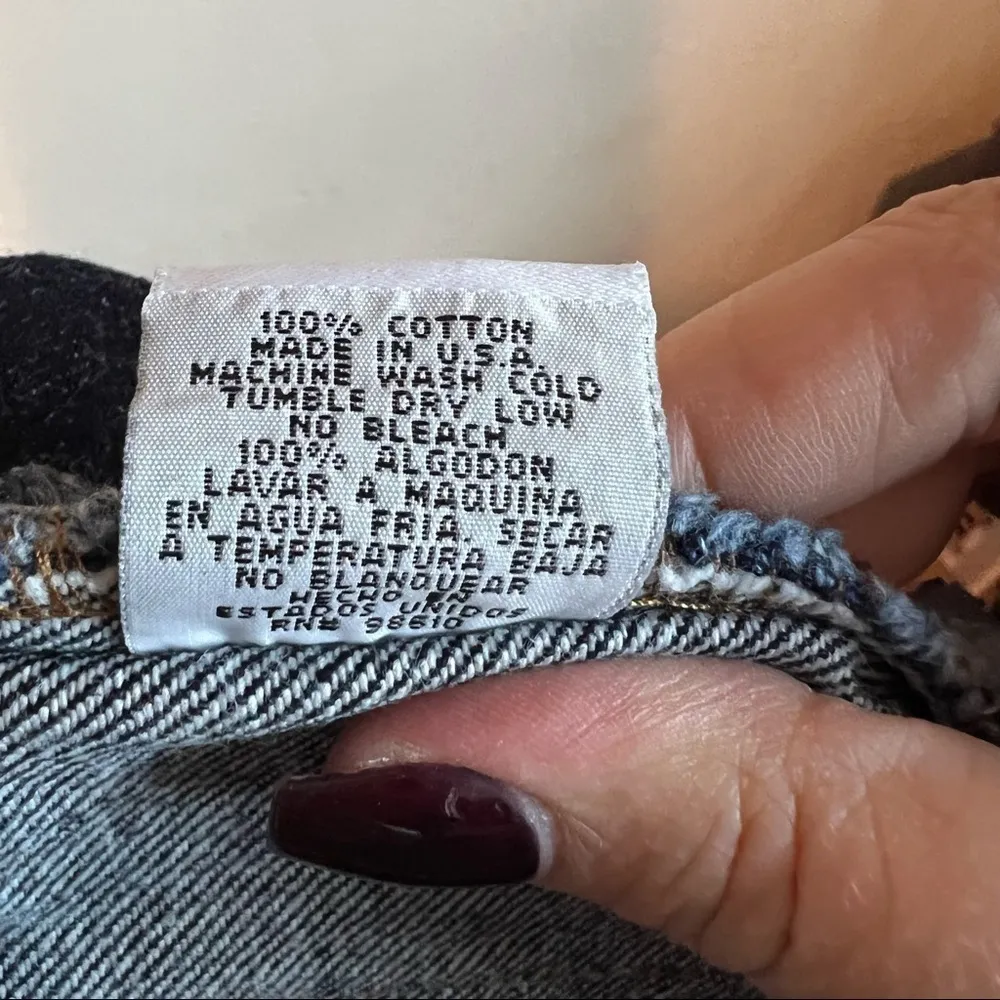 100% COTTON
MADE IN U.S.A.
MACHINE WASH COLD
TUMBLE DRY LOW
NO BLEACH
100% ALGODON
LAVAR A MAQUINA
EN AGUA FRIA. SECAR
A TEMPERATURA BAJA
NO BLANQUEAR
HECHO EN
ESTADOS UNIDOS
RN# 98610